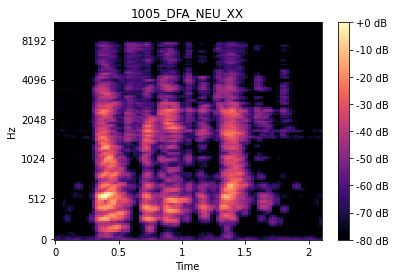 1005_DFA_NEU_XX
Hz
8192
4096
2048
1024
512
0
0
0.5
1
1.5
2
Time
+0 dB
-10 dB
-20 dB
-30 dB
-40 dB
-50 dB
-60 dB
-70 dB
-80 dB